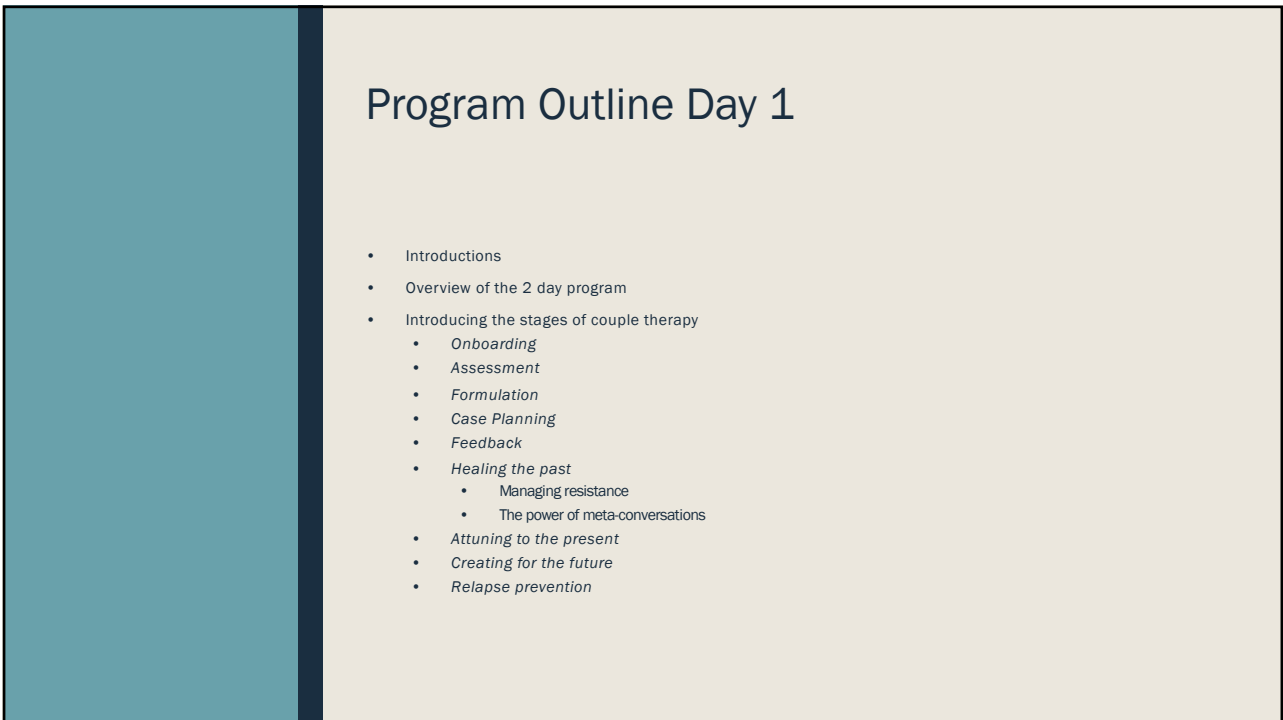 Program Outline Day 1
• Introductions
• Overview of the 2 day program
• Introducing the stages of couple therapy
• Onboarding
• Assessment
• Formulation
• Case Planning
• Feedback
• Healing the past
• Managing resistance
• The power of meta-conversations
• Attuning to the present
• Creating for the future
• Relapse prevention